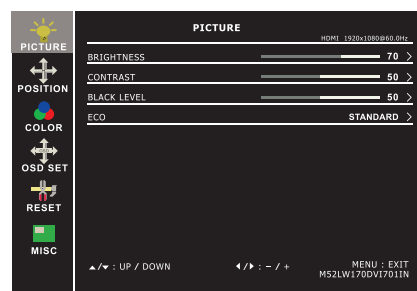 PICTURE
HDMI 1920x1080@60.0Hz
PICTURE
POSITION
COLOR
OSD SET
RESET
MISC
BRIGHTNESS 70
CONTRAST 50
BLACK LEVEL 50
ECO STANDARD
▲/▼ : UP / DOWN
◀/▶ : - / +
MENU : EXIT
M52LW170DVI701IN